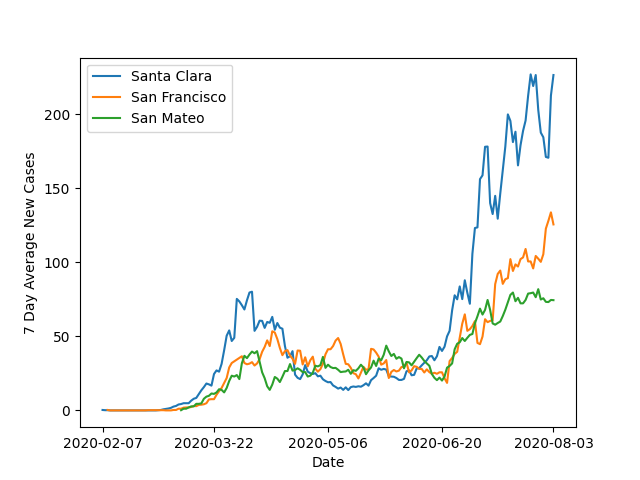 Santa Clara
San Francisco
San Mateo
7 Day Average New Cases
200
150
100
50
0
2020-02-07 2020-03-22 2020-05-06 2020-06-20 2020-08-03
Date